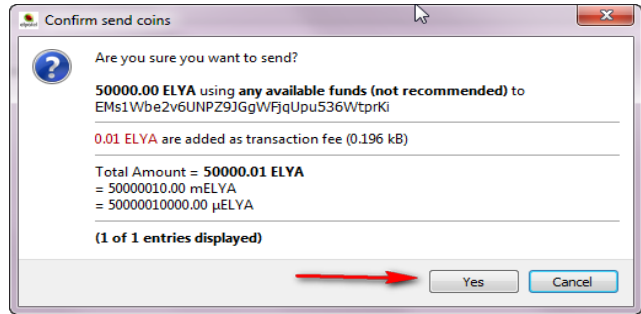 Confirm send coins
Are you sure you want to send?
50000.00 ELYA using any available funds (not recommended) to
EMs1Wbe2v6UNPZ9JGgWFjqUpu536WtprKi
0.01 ELYA are added as transaction fee (0.196 kB)
Total Amount = 50000.01 ELYA
= 50000010.00 mELYA
= 50000010000.00 μELYA
(1 of 1 entries displayed)
Yes Cancel